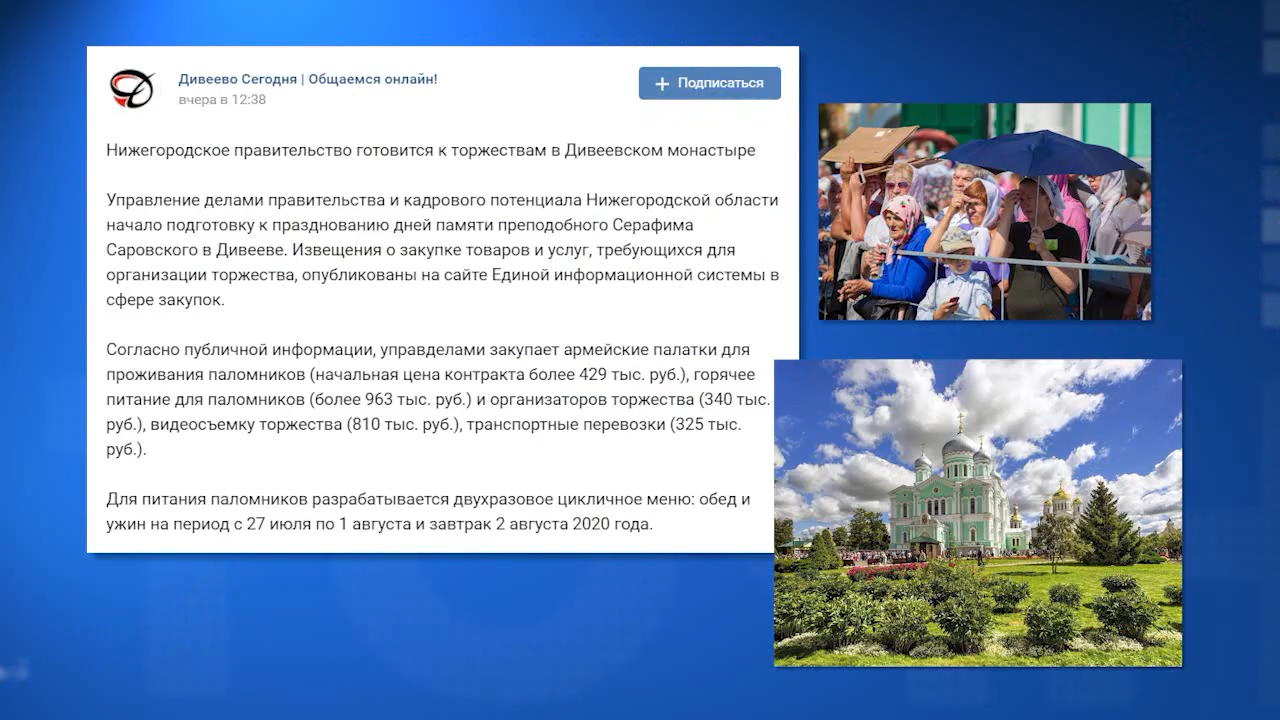 Дивеево Сегодня | Общаемся онлайн!
вчера в 12:38
+ Подписаться
Нижегородское правительство готовится к торжествам в Дивеевском монастыре
Управление делами правительства и кадрового потенциала Нижегородской области
начало подготовку к празднованию дней памяти преподобного Серафима
Саровского в Дивееве. Извещения о закупке товаров и услуг, требующихся для
организации торжества, опубликованы на сайте Единой информационной системы в
сфере закупок.
Согласно публичной информации, управделами закупает армейские палатки для
проживания паломников (начальная цена контракта более 429 тыс. руб.), горячее
питание для паломников (более 963 тыс. руб.) и организаторов торжества (340 тыс.
руб.), видеосъемку торжества (810 тыс. руб.), транспортные перевозки (325 тыс.
руб.).
Для питания паломников разрабатывается двухразовое цикличное меню: обед и
ужин на период с 27 июля по 1 августа и завтрак 2 августа 2020 года.